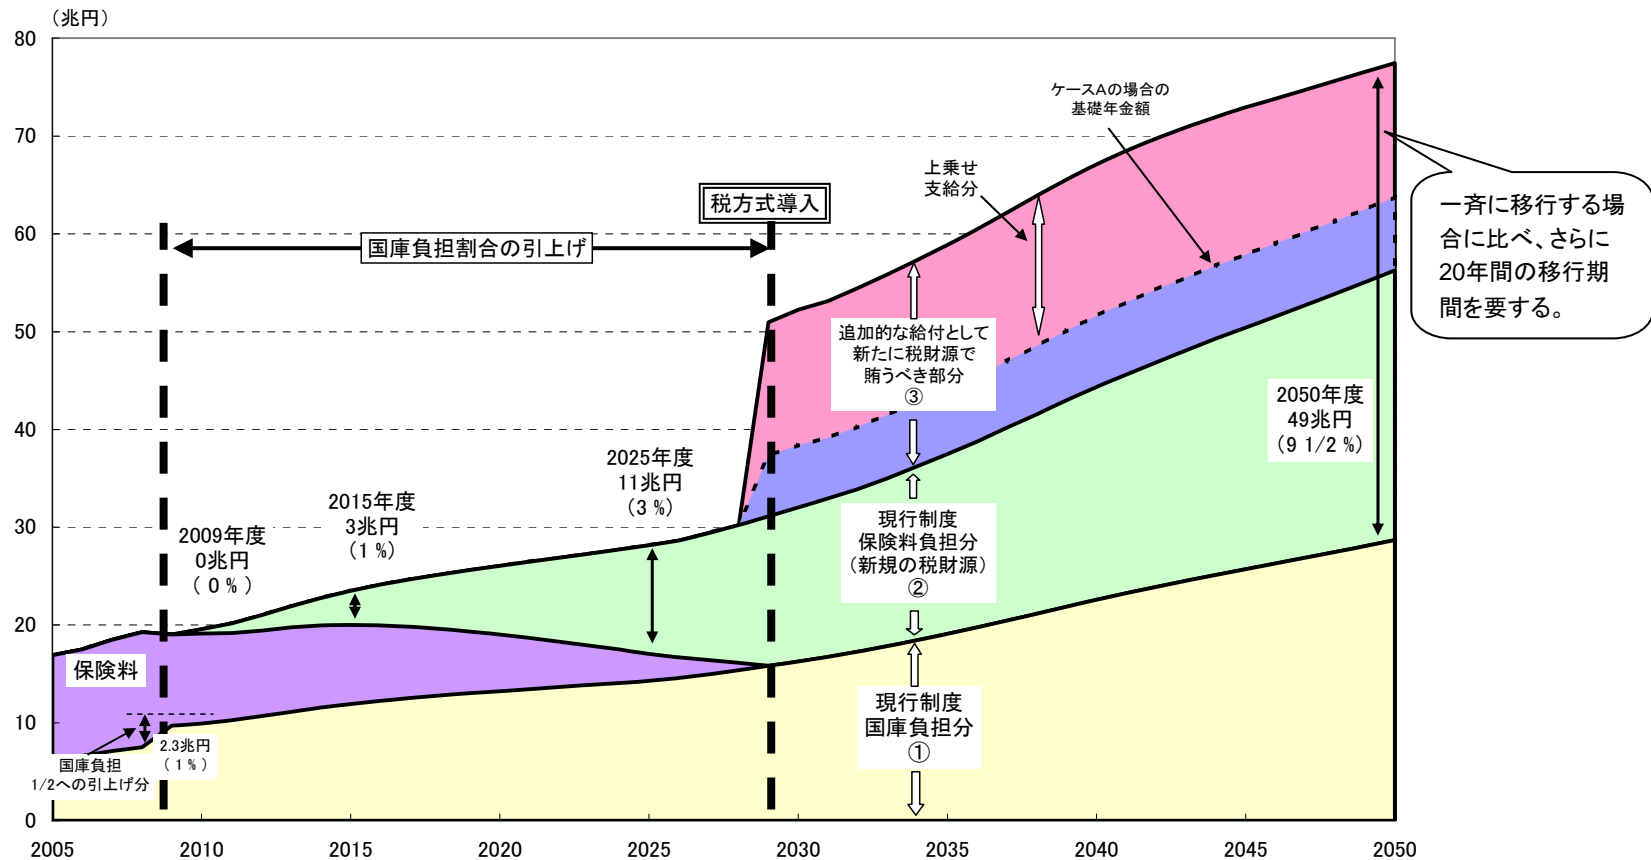 （兆円）
80
70
60
50
40
30
20
10
0
2005
2010
2015
2020
2025
2030
2035
2040
2045
2050
国庫負担割合の引上げ
税方式導入
ケースAの場合の
基礎年金額
上乗せ
支給分
一斉に移行する場
合に比べ、さらに
20年間の移行期
間を要する。
追加的な給付として
新たに税財源で
賄うべき部分
③
2009年度
0兆円
（０％）
2015年度
3兆円
（1％）
2025年度
11兆円
（3％）
2050年度
49兆円
（9 1/2％）
現行制度
保険料負担分
（新規の税財源）
②
保険料
2.3兆円
（1％）
国庫負担
1/2への引上げ分
現行制度
国庫負担分
①